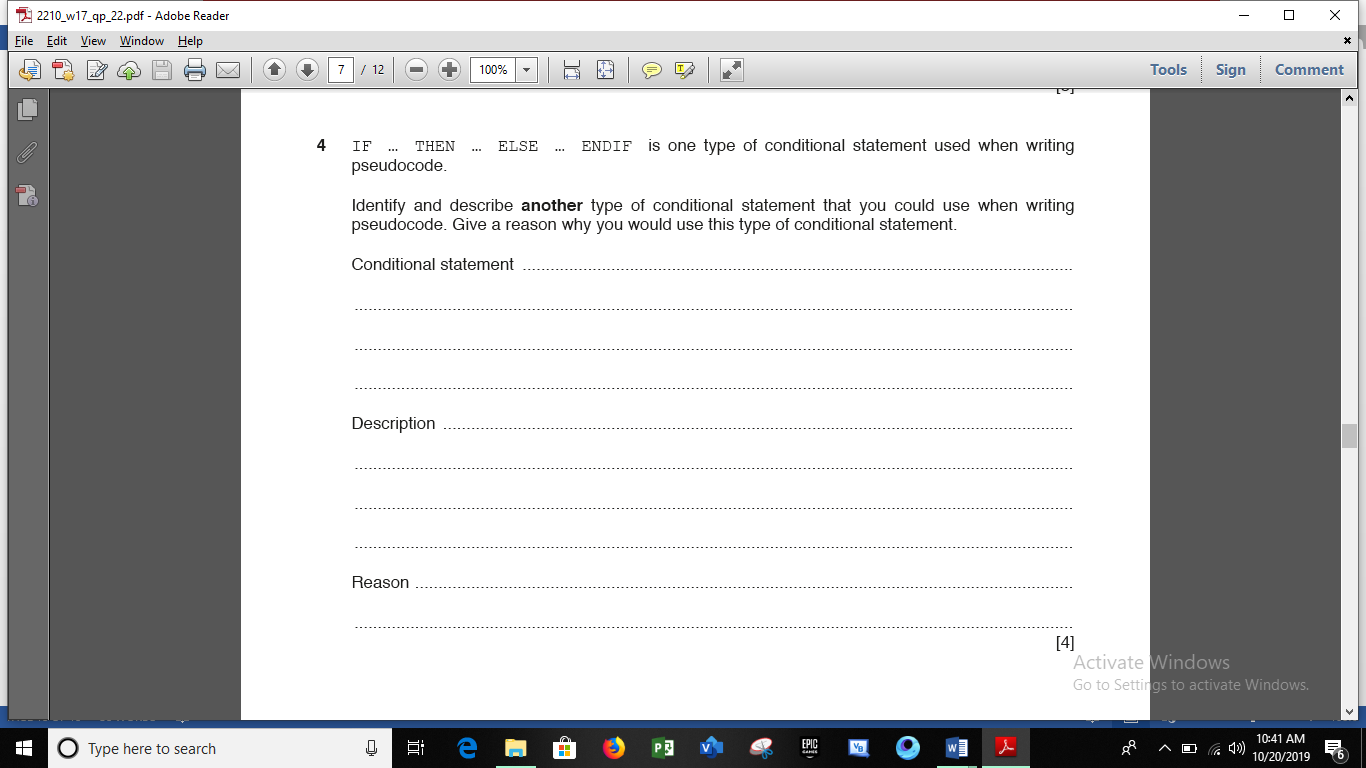 2210_w17_qp_22.pdf - Adobe Reader
File Edit View Window Help
7 / 12 100% Tools Sign Comment
4 IF … THEN … ELSE … ENDIF is one type of conditional statement used when writing
pseudocode.
Identify and describe another type of conditional statement that you could use when writing
pseudocode. Give a reason why you would use this type of conditional statement.
Conditional statement
Description
Reason
[4]
Activate Windows
Go to Settings to activate Windows.
Type here to search
10:41 AM
10/20/2019
6